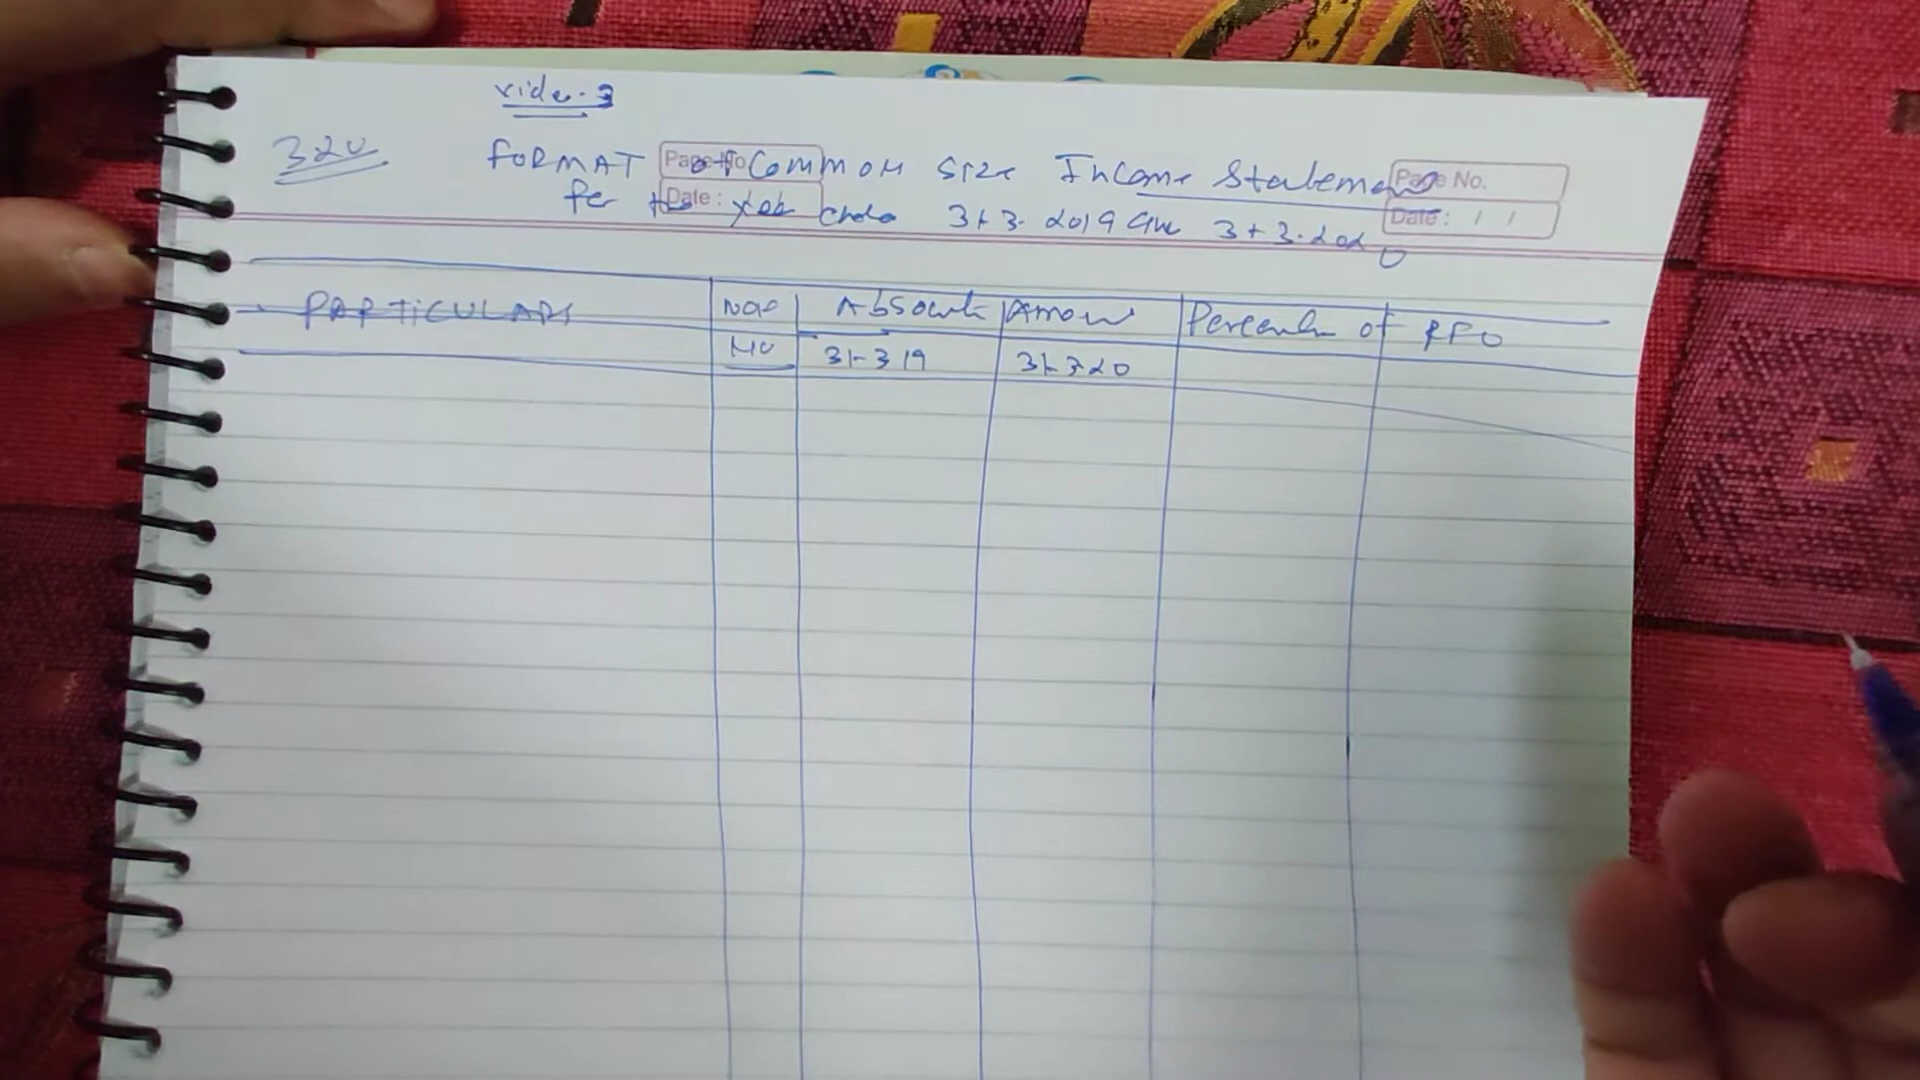 video-3
320
FORMAT of Common Size Income Statement
Page No.
Page No.
for the year ended 31-3-2019 and 31-3-2020
Date :
Date : / /
PARTICULARS Note Absolute Amount Percentage of RFO
No 31-3 19 31-3-20